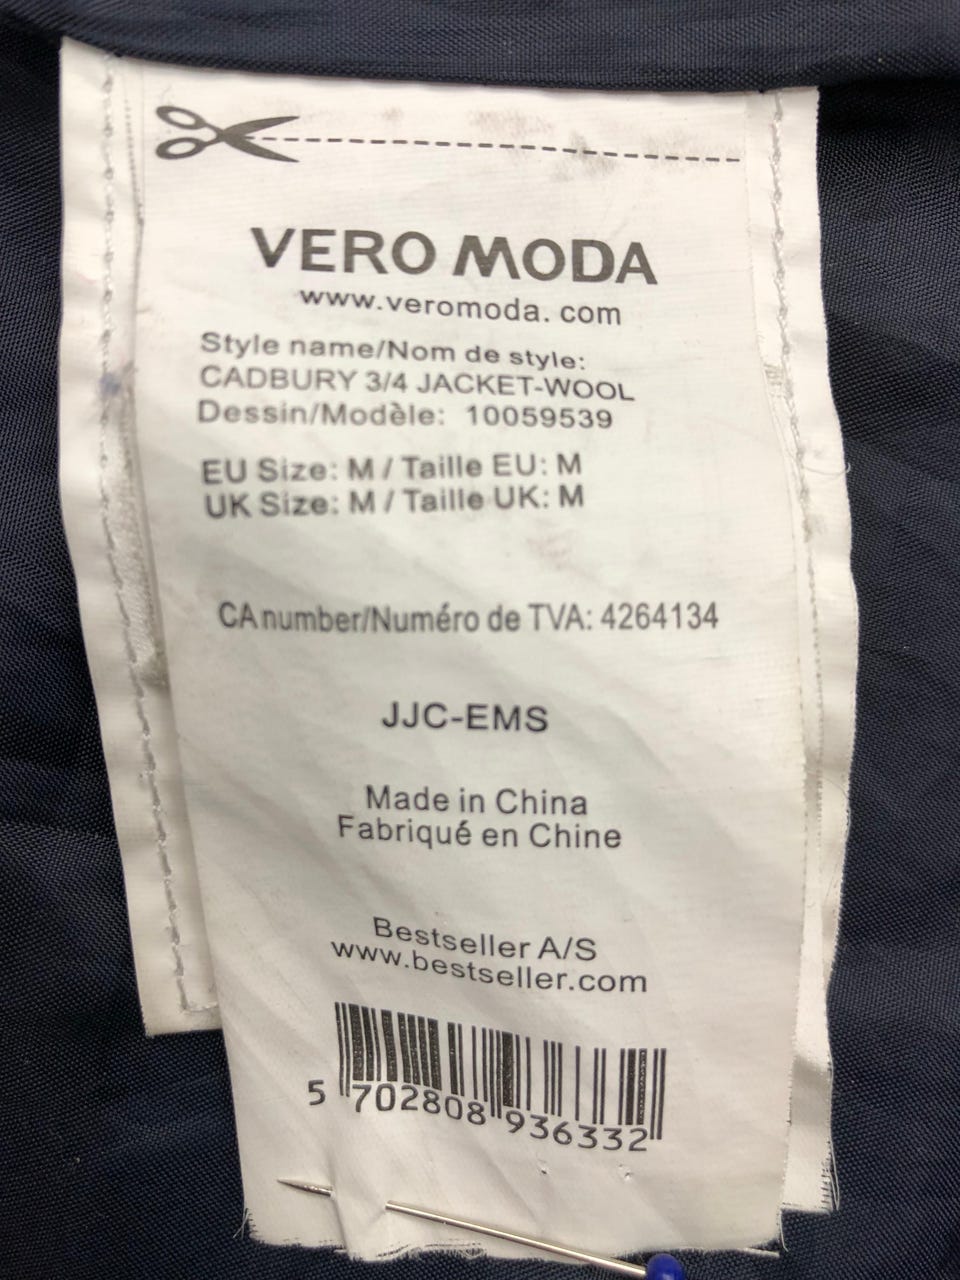 VERO MODA
www.veromoda. com
Style name/Nom de style:
CADBURY 3/4 JACKET-WOOL
Dessin/Modèle: 10059539
EU Size: M / Taille EU: M
UK Size: M / Taille UK: M
CA number/Numéro de TVA: 4264134
JJC-EMS
Made in China
Fabriqué en Chine
Bestseller A/S
www.bestseller.com
5 702808 936332